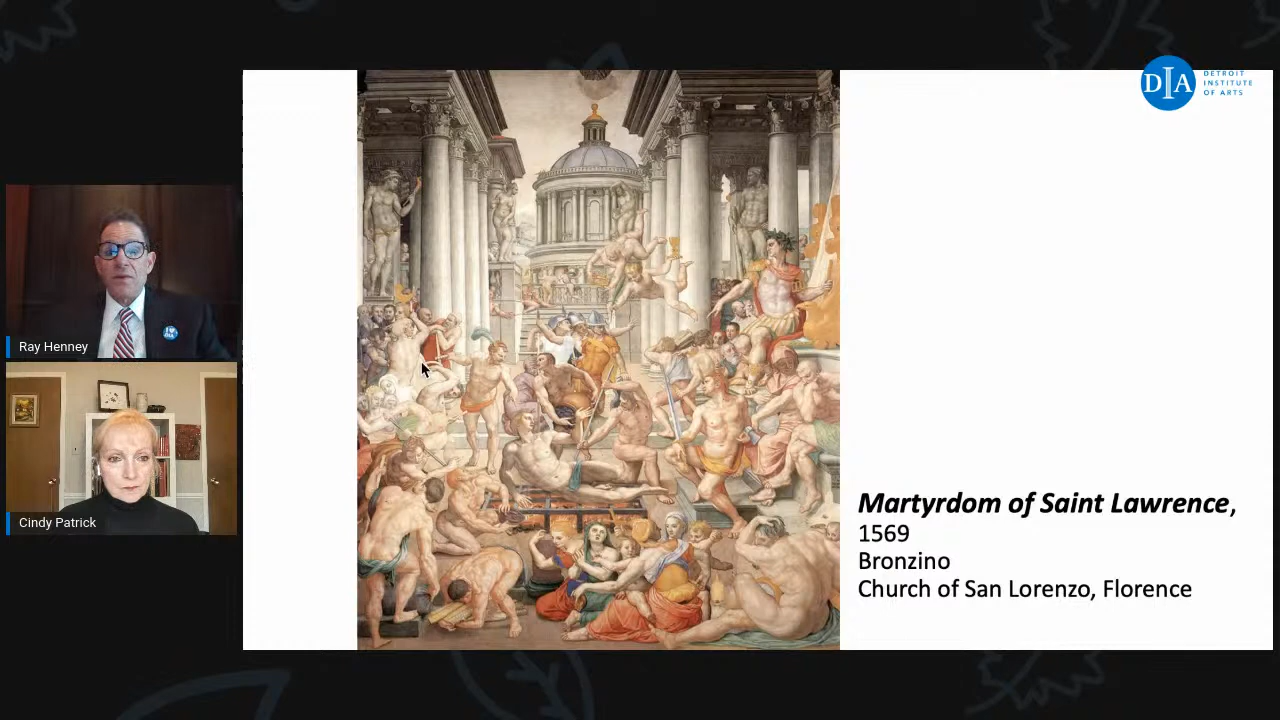 DIA
DETROIT
INSTITUTE
OF ARTS
Ray Henney
Cindy Patrick
Martyrdom of Saint Lawrence,
1569
Bronzino
Church of San Lorenzo, Florence